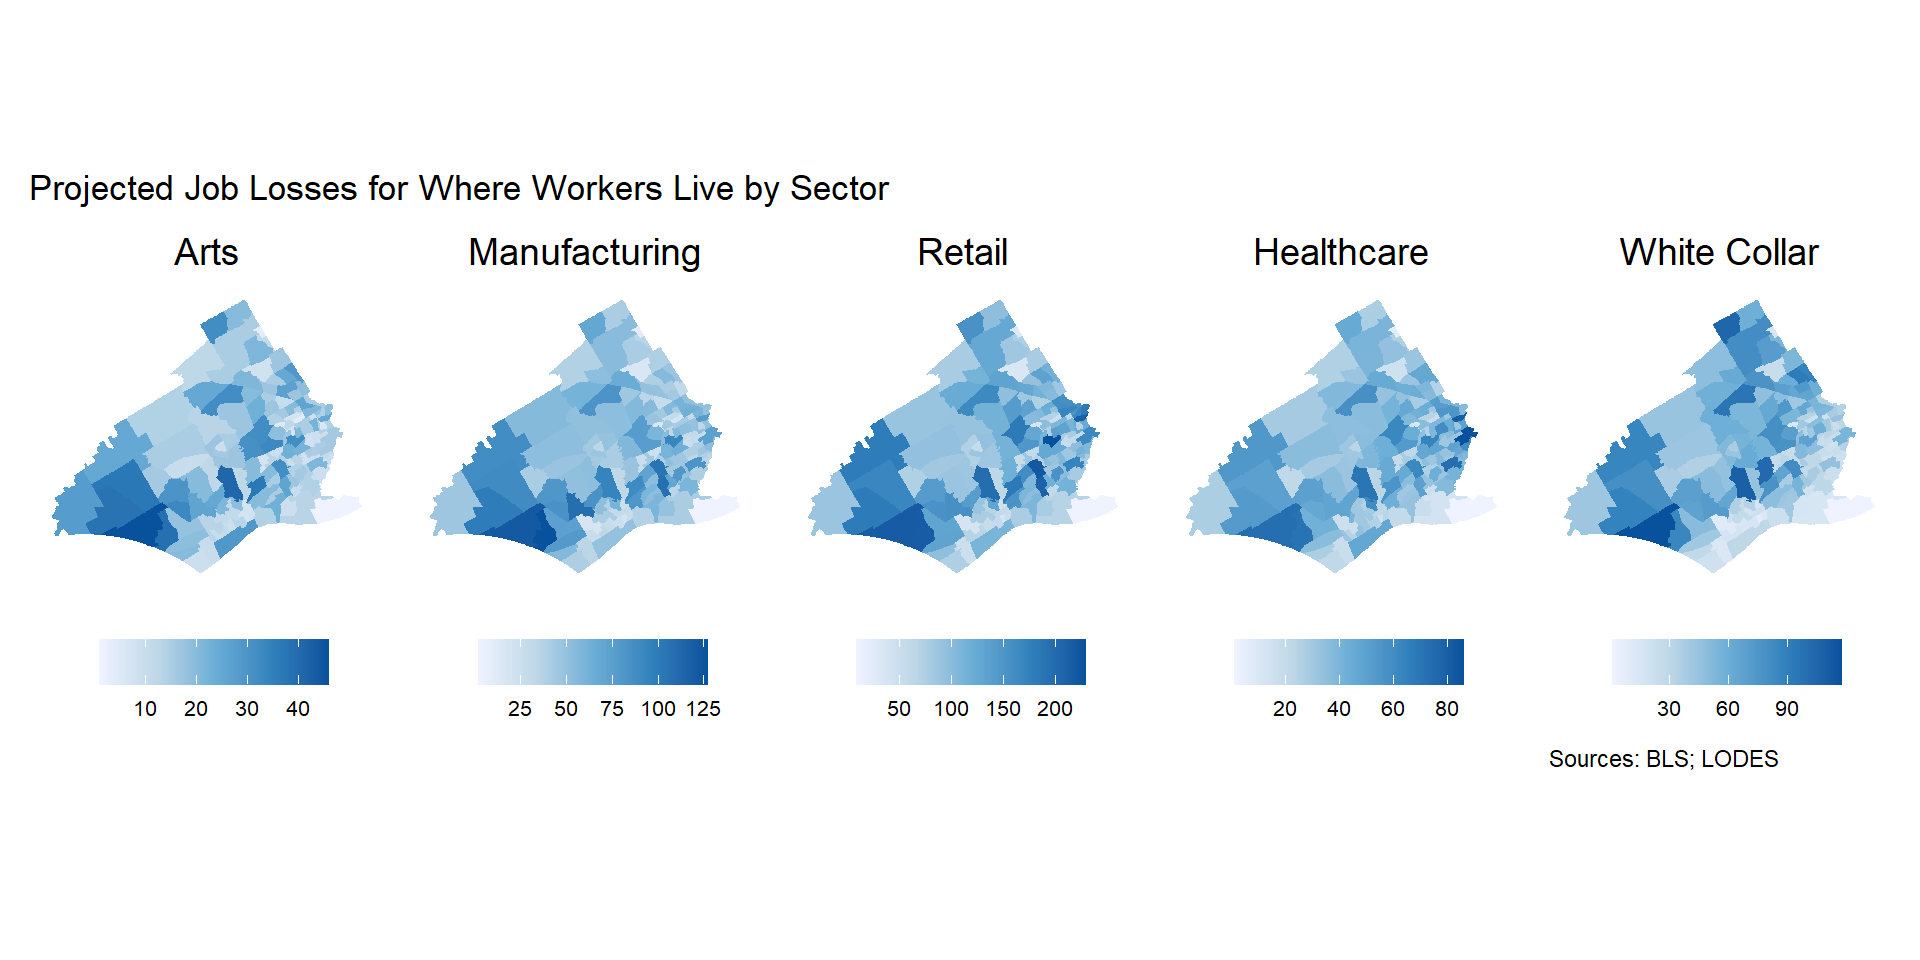 Projected Job Losses for Where Workers Live by Sector
Arts
Manufacturing
Retail
Healthcare
White Collar
10 20 30 40
25 50 75 100 125
50 100 150 200
20 40 60 80
30 60 90
Sources: BLS; LODES